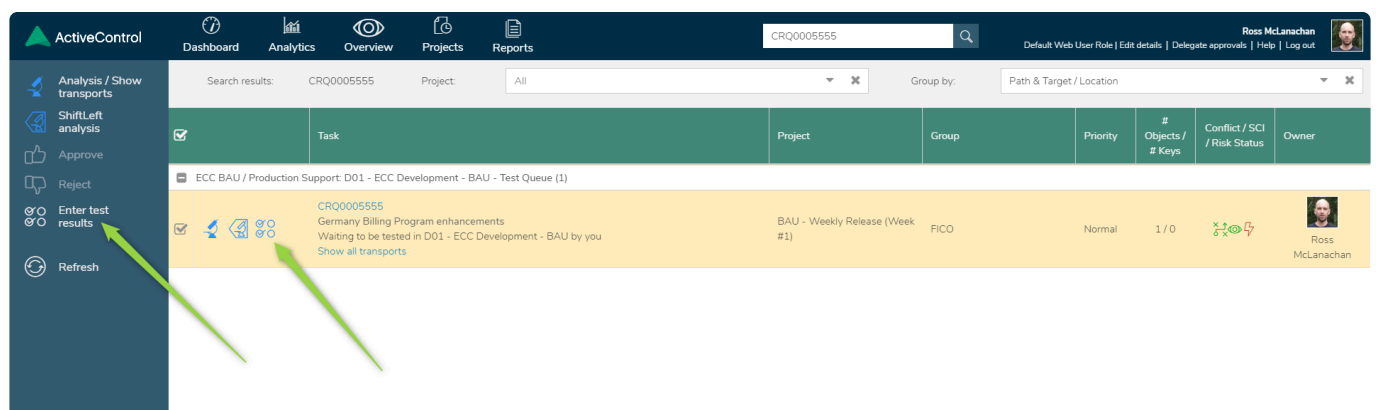 ActiveControl
Dashboard
Analytics
Overview
Projects
Reports
CRQ0005555
Ross McLanachan
Default Web User Role | Edit details | Delegate approvals | Help | Log out
Analysis / Show
transports
ShiftLeft
analysis
Approve
Reject
Enter test
results
Refresh
Search results: CRQ0005555 Project: All Group by: Path & Target / Location
Task
Project
Group
Priority
#
Objects /
# Keys
Conflict / SCI
/ Risk Status
Owner
ECC BAU / Production Support: D01 - ECC Development - BAU - Test Queue (1)
CRQ0005555
Germany Billing Program enhancements
Waiting to be tested in D01 - ECC Development - BAU by you
Show all transports
BAU - Weekly Release (Week
#1)
FICO
Normal
1 / 0
Ross
McLanachan